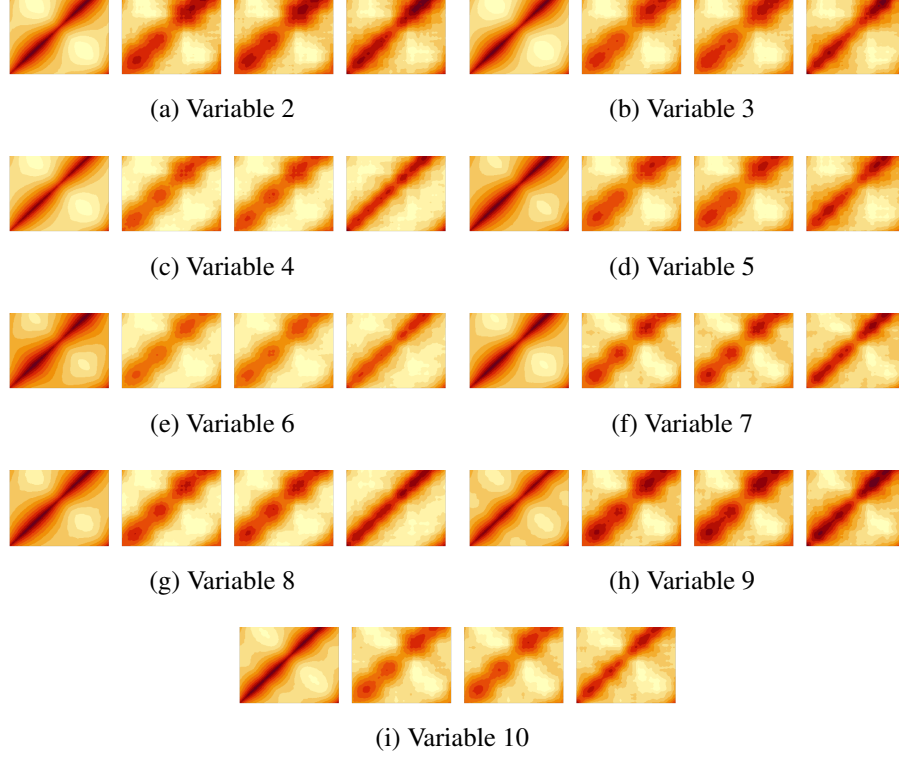 (a) Variable 2
(b) Variable 3
(c) Variable 4
(d) Variable 5
(e) Variable 6
(f) Variable 7
(g) Variable 8
(h) Variable 9
(i) Variable 10